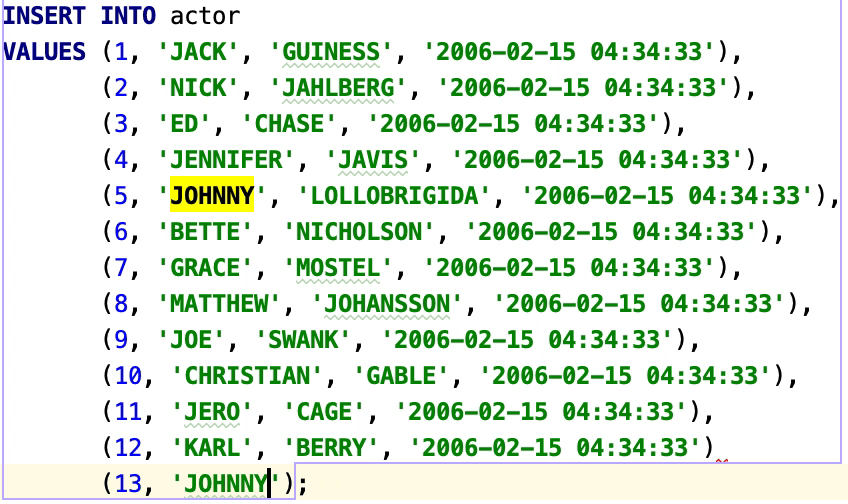 INSERT INTO actor
VALUES (1, 'JACK', 'GUINESS', '2006-02-15 04:34:33'),
(2, 'NICK', 'JAHLBERG', '2006-02-15 04:34:33'),
(3, 'ED', 'CHASE', '2006-02-15 04:34:33'),
(4, 'JENNIFER', 'JAVIS', '2006-02-15 04:34:33'),
(5, 'JOHNNY', 'LOLLOBRIGIDA', '2006-02-15 04:34:33'),
(6, 'BETTE', 'NICHOLSON', '2006-02-15 04:34:33'),
(7, 'GRACE', 'MOSTEL', '2006-02-15 04:34:33'),
(8, 'MATTHEW', 'JOHANSSON', '2006-02-15 04:34:33'),
(9, 'JOE', 'SWANK', '2006-02-15 04:34:33'),
(10, 'CHRISTIAN', 'GABLE', '2006-02-15 04:34:33'),
(11, 'JERO', 'CAGE', '2006-02-15 04:34:33'),
(12, 'KARL', 'BERRY', '2006-02-15 04:34:33')
(13, 'JOHNNY');